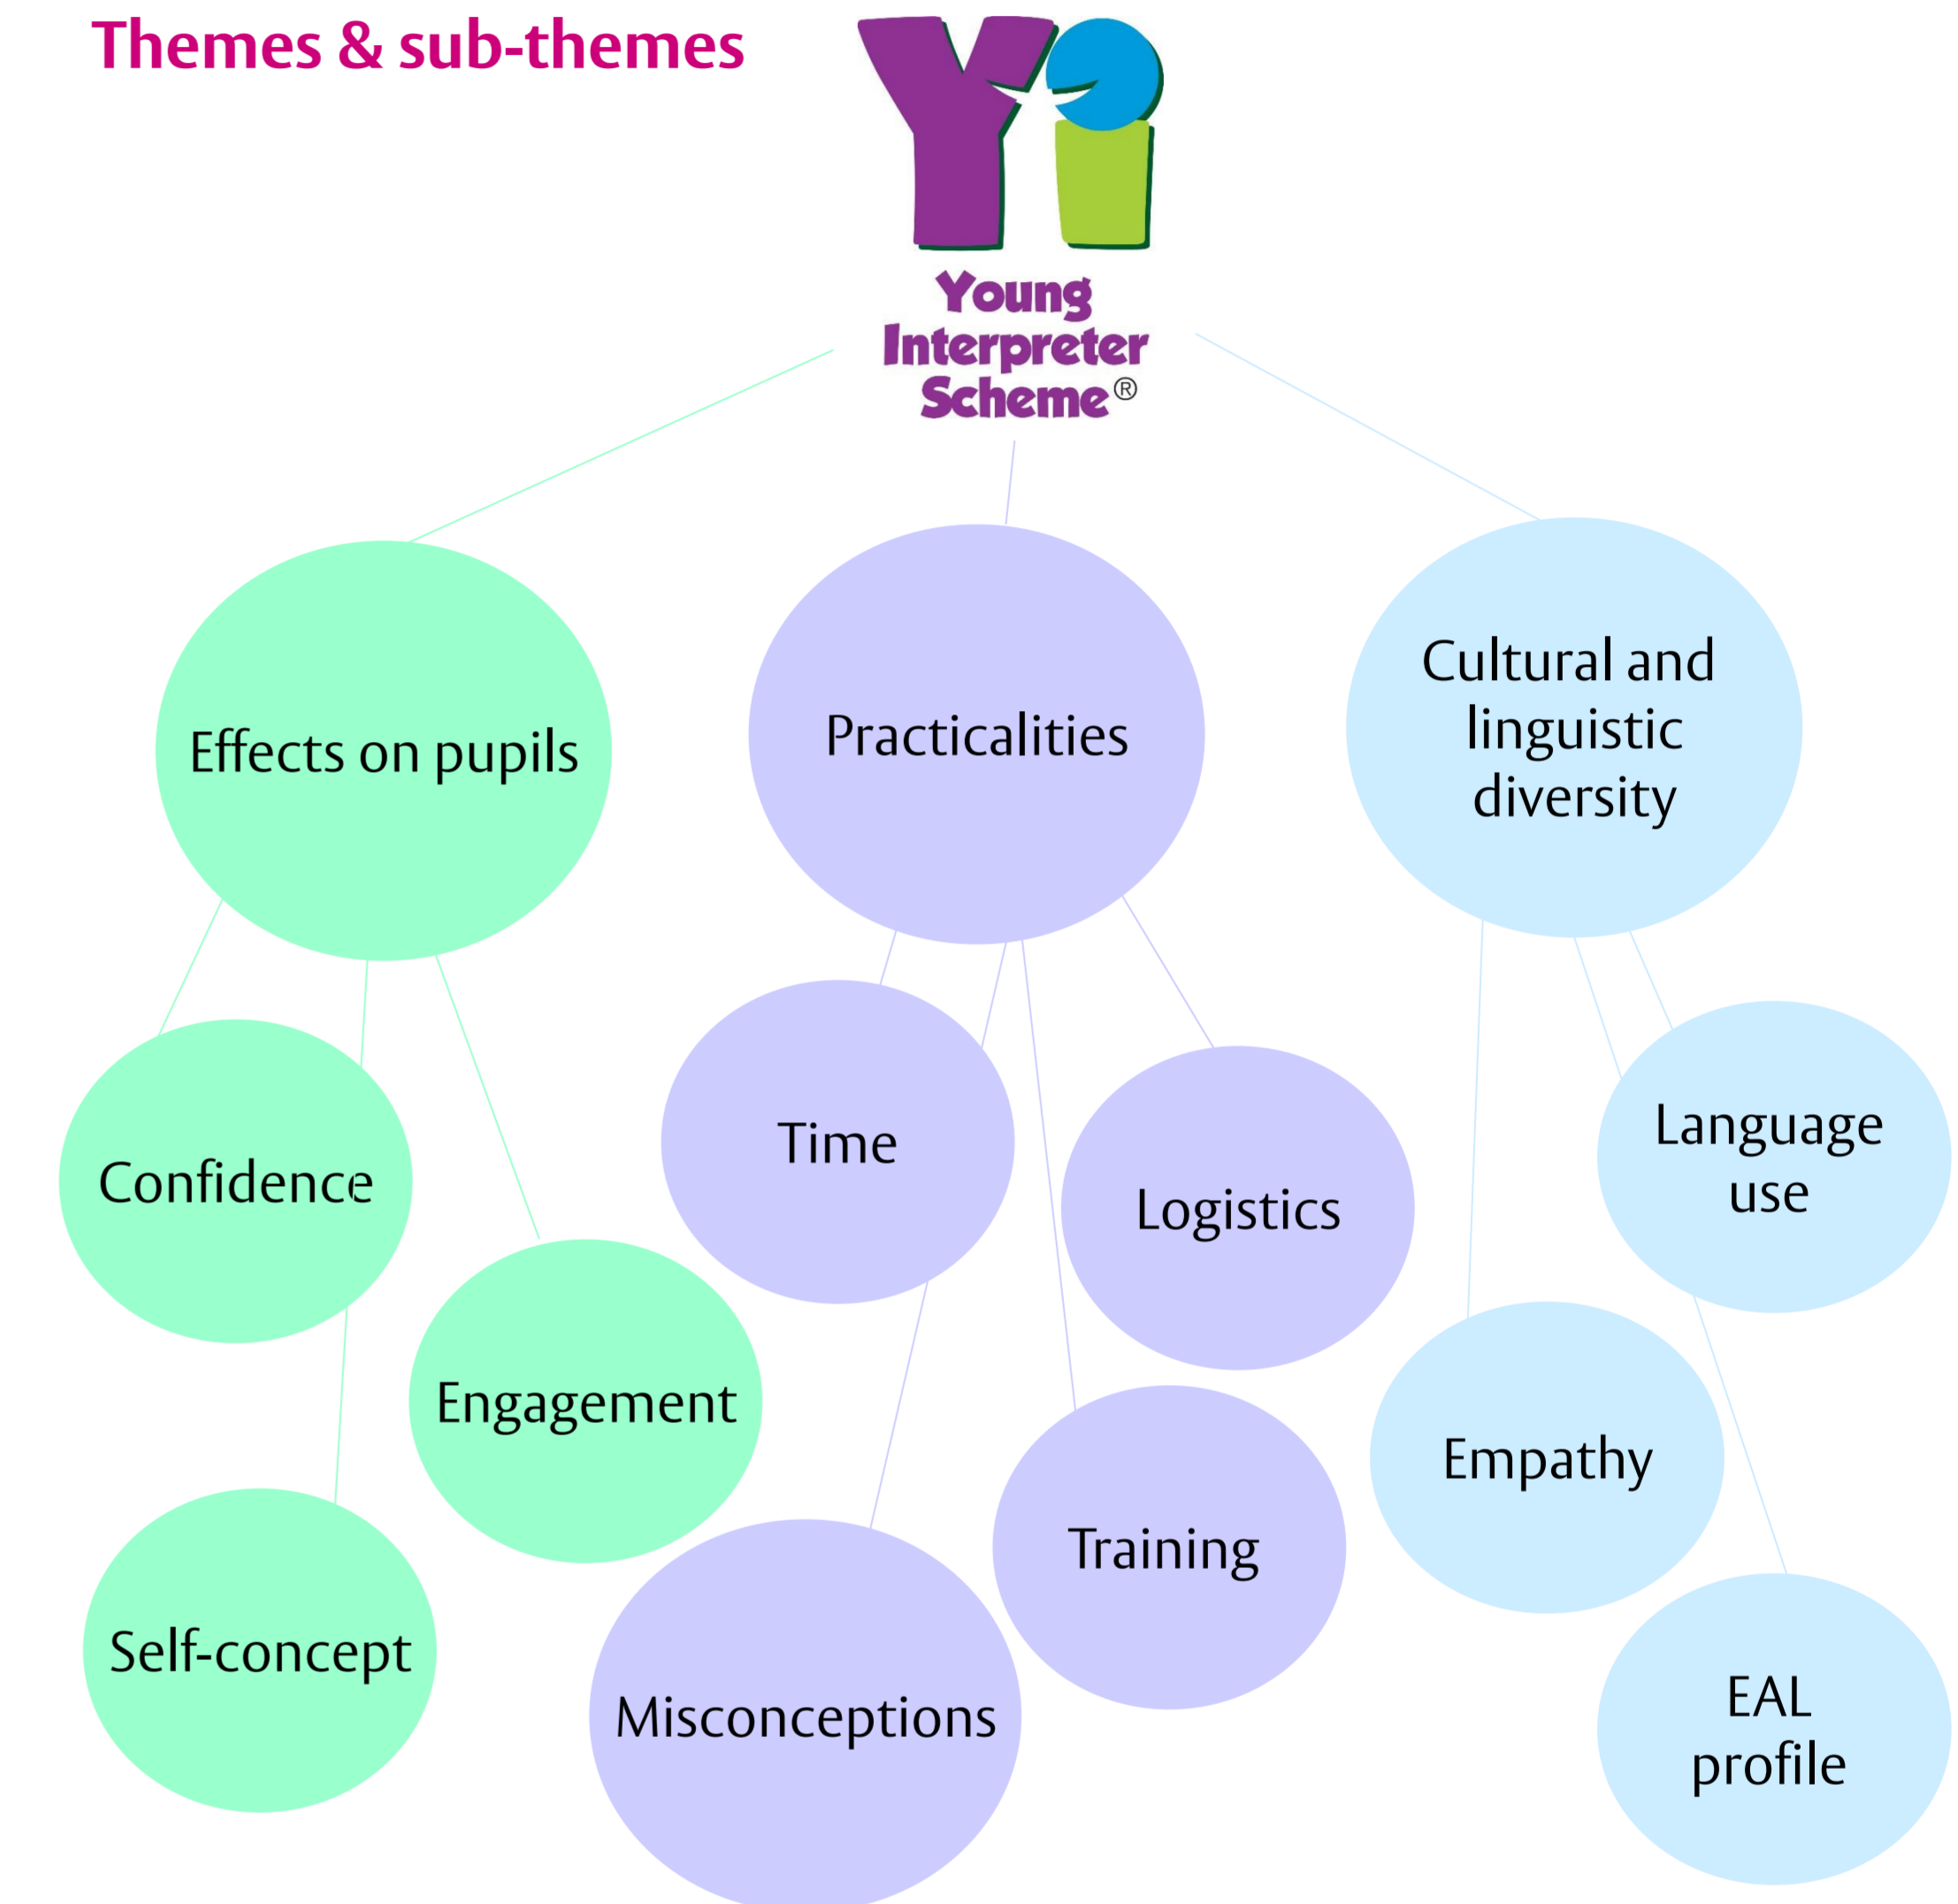 Themes & sub-themes
Yi
Young
Interpreter
Scheme®
Effects on pupils
Practicalities
Cultural and
linguistic
diversity
Confidence
Engagement
Self-concept
Time
Logistics
Training
Misconceptions
Language
use
Empathy
EAL
profile